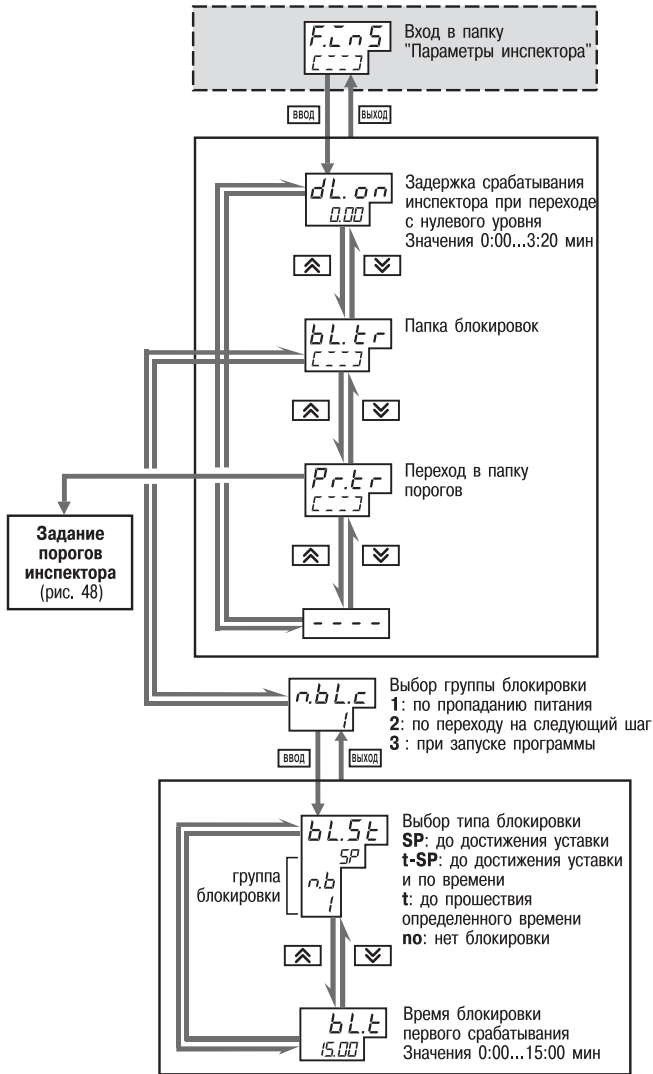 F.inS
[---]
Вход в папку
"Параметры инспектора"
ВВОД
ВЫХОД
dL.on
0.00
Задержка срабатывания
инспектора при переходе
с нулевого уровня
Значения 0:00...3:20 мин
bL.tr
[---]
Папка блокировок
Pr.tr
[---]
Переход в папку
порогов
Задание
порогов
инспектора
(рис. 48)
----
n.bL.c
1
Выбор группы блокировки
1: по пропаданию питания
2: по переходу на следующий шаг
3 : при запуске программы
ВВОД
ВЫХОД
bL.St
SP
n.b
1
группа
блокировки
Выбор типа блокировки
SP: до достижения уставки
t-SP: до достижения уставки
и по времени
t: до прошествия
определенного времени
no: нет блокировки
bL.t
15.00
Время блокировки
первого срабатывания
Значения 0:00...15:00 мин